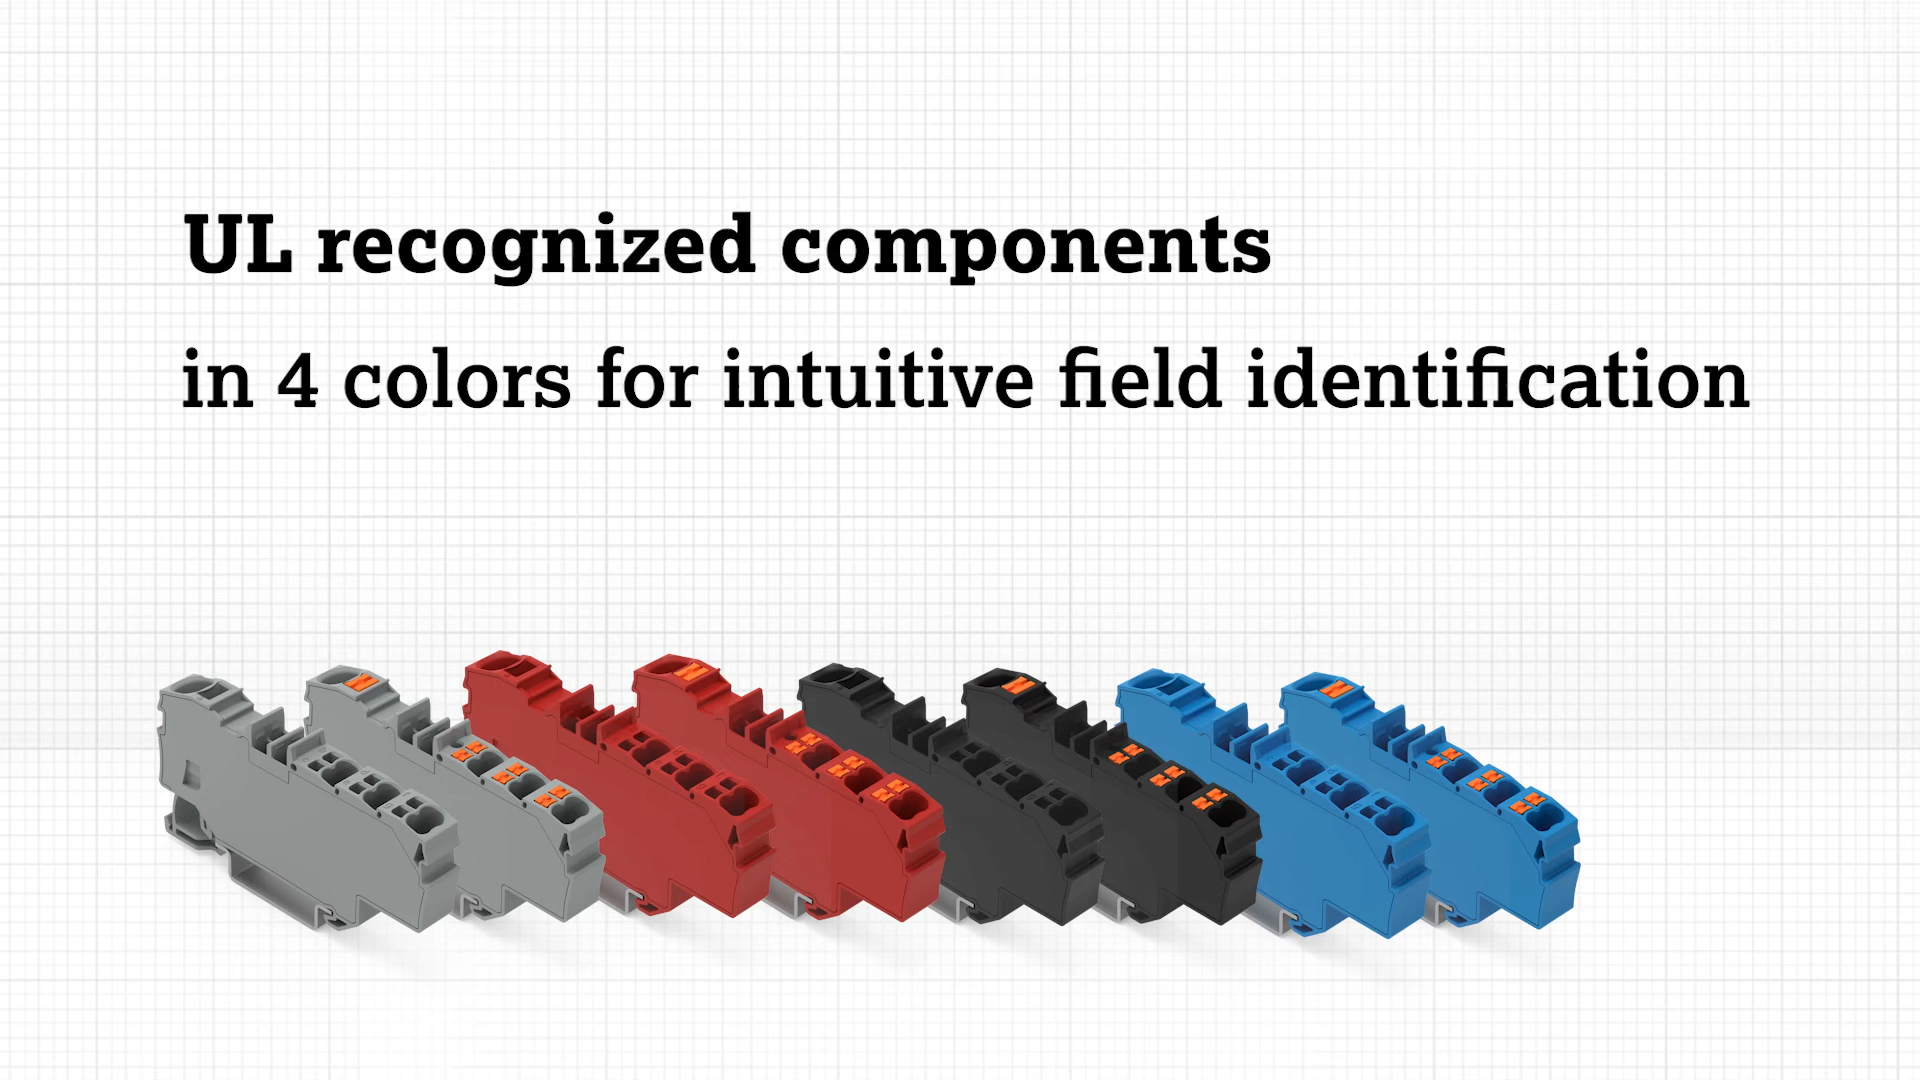 UL recognized components
in 4 colors for intuitive field identification